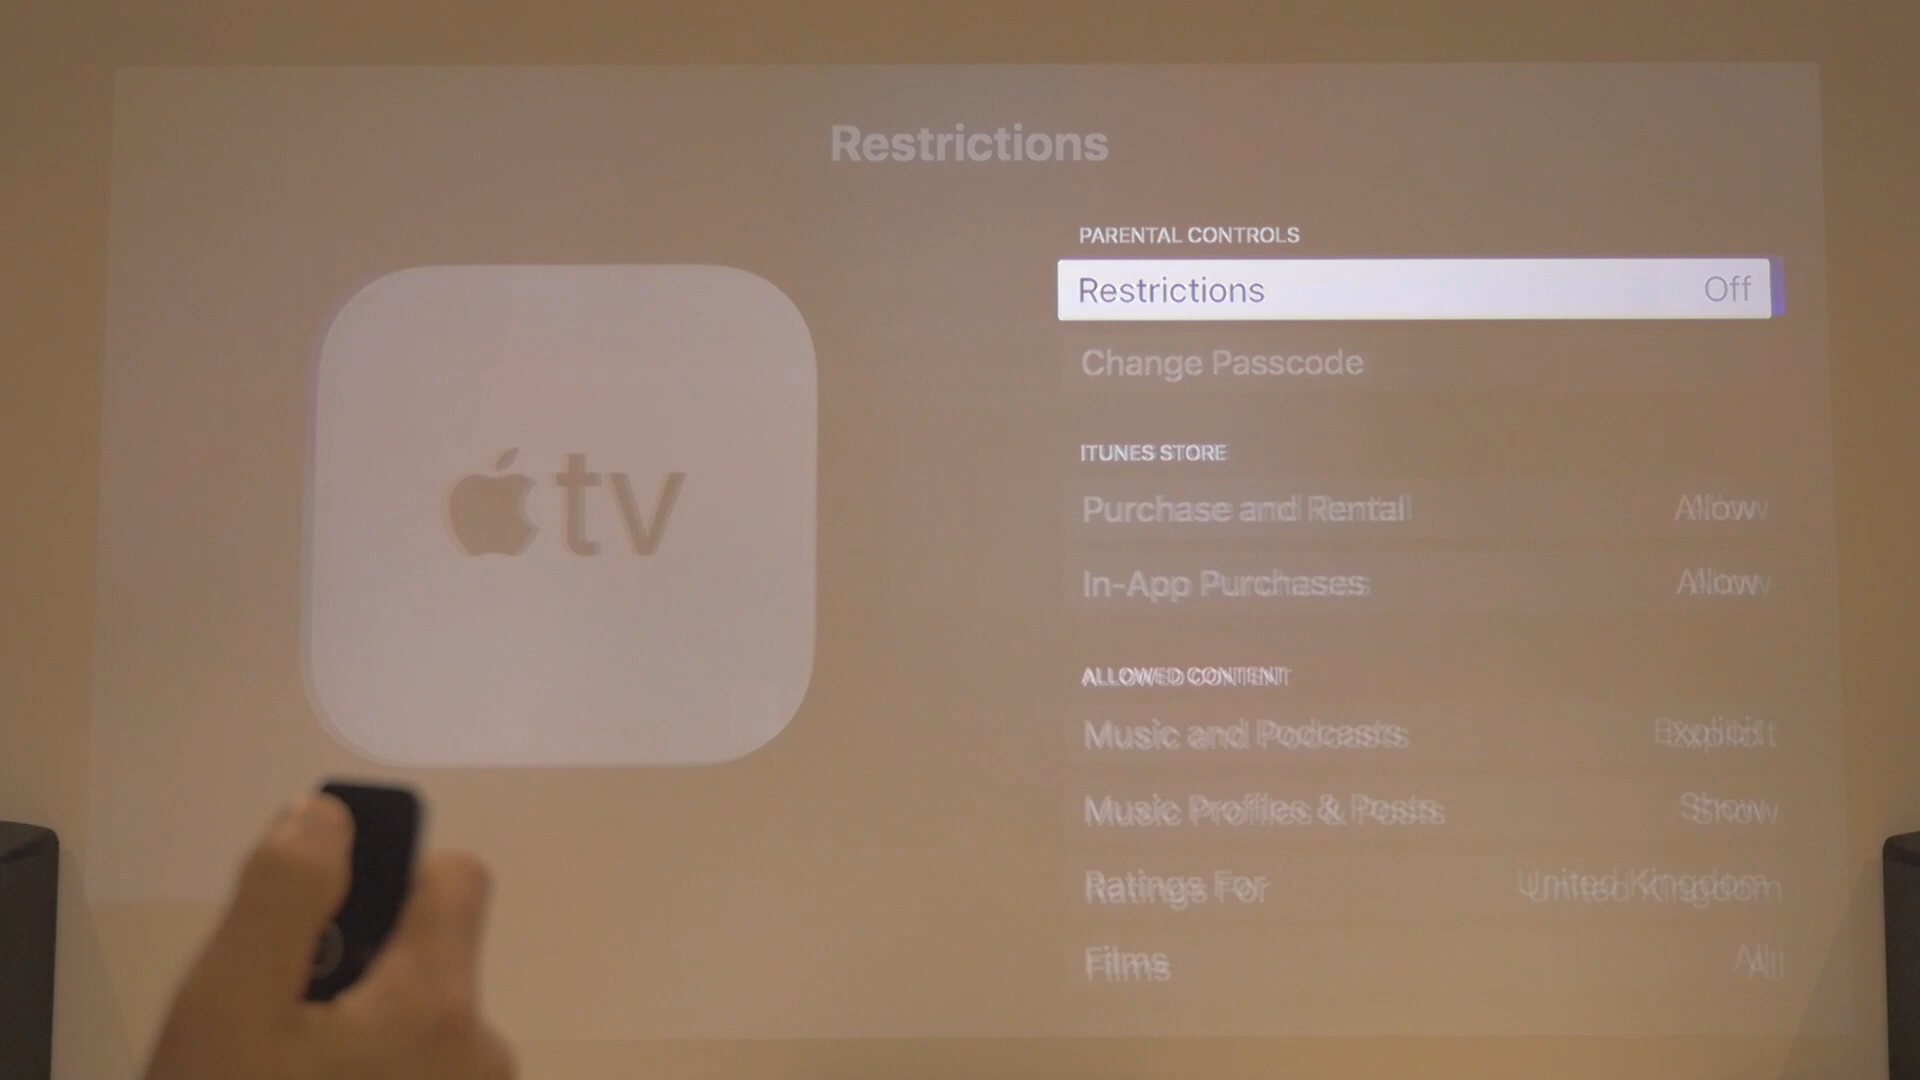 Restrictions
PARENTAL CONTROLS
Restrictions Off
Change Passcode
ITUNES STORE
Purchase and Rental Allow
In-App Purchases Allow
ALLOWED CONTENT
Music and Podcasts Explicit
Music Profiles & Posts Show
Ratings For United Kingdom
Films All
tv